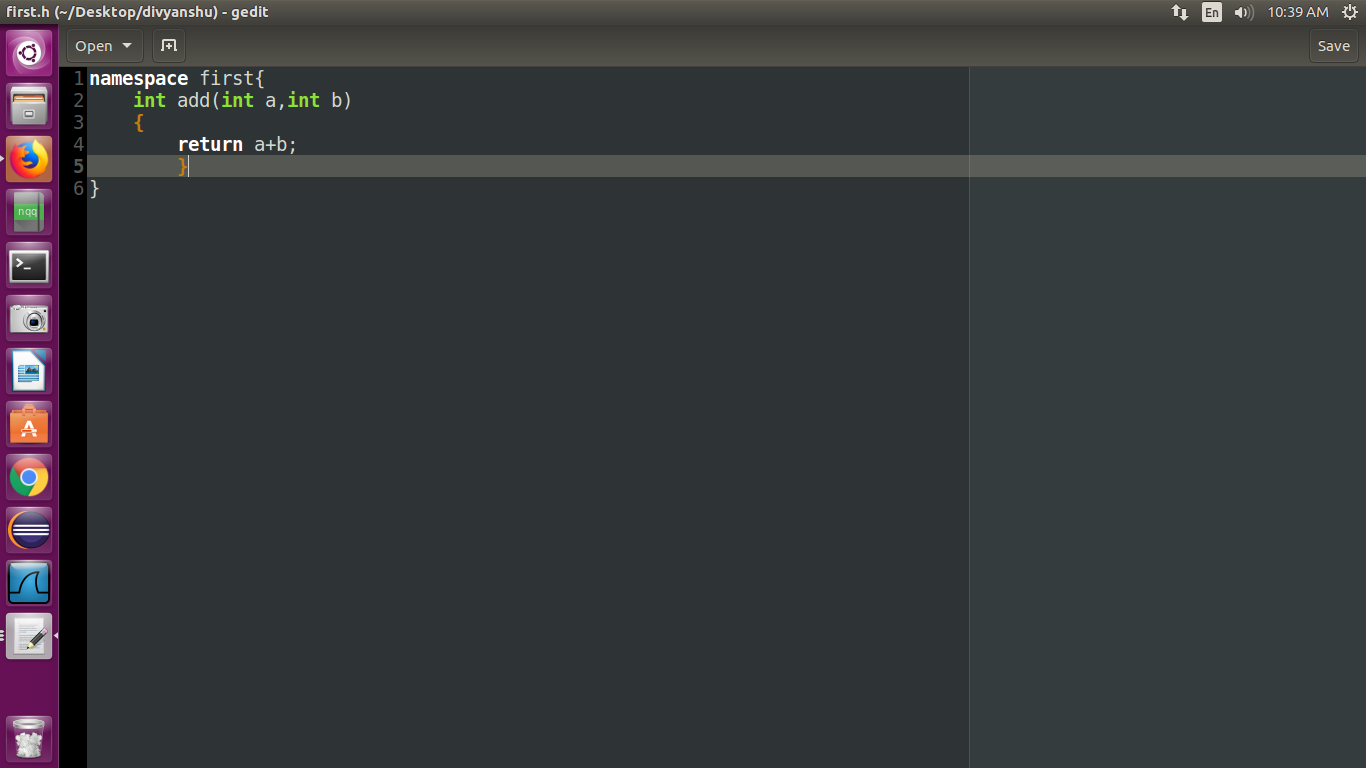 first.h (~/Desktop/divyanshu) - gedit
En
10:39 AM
Open
Save
1 namespace first{
2     int add(int a,int b)
3     {
4         return a+b;
5         }
6 }
nqq
>_
A